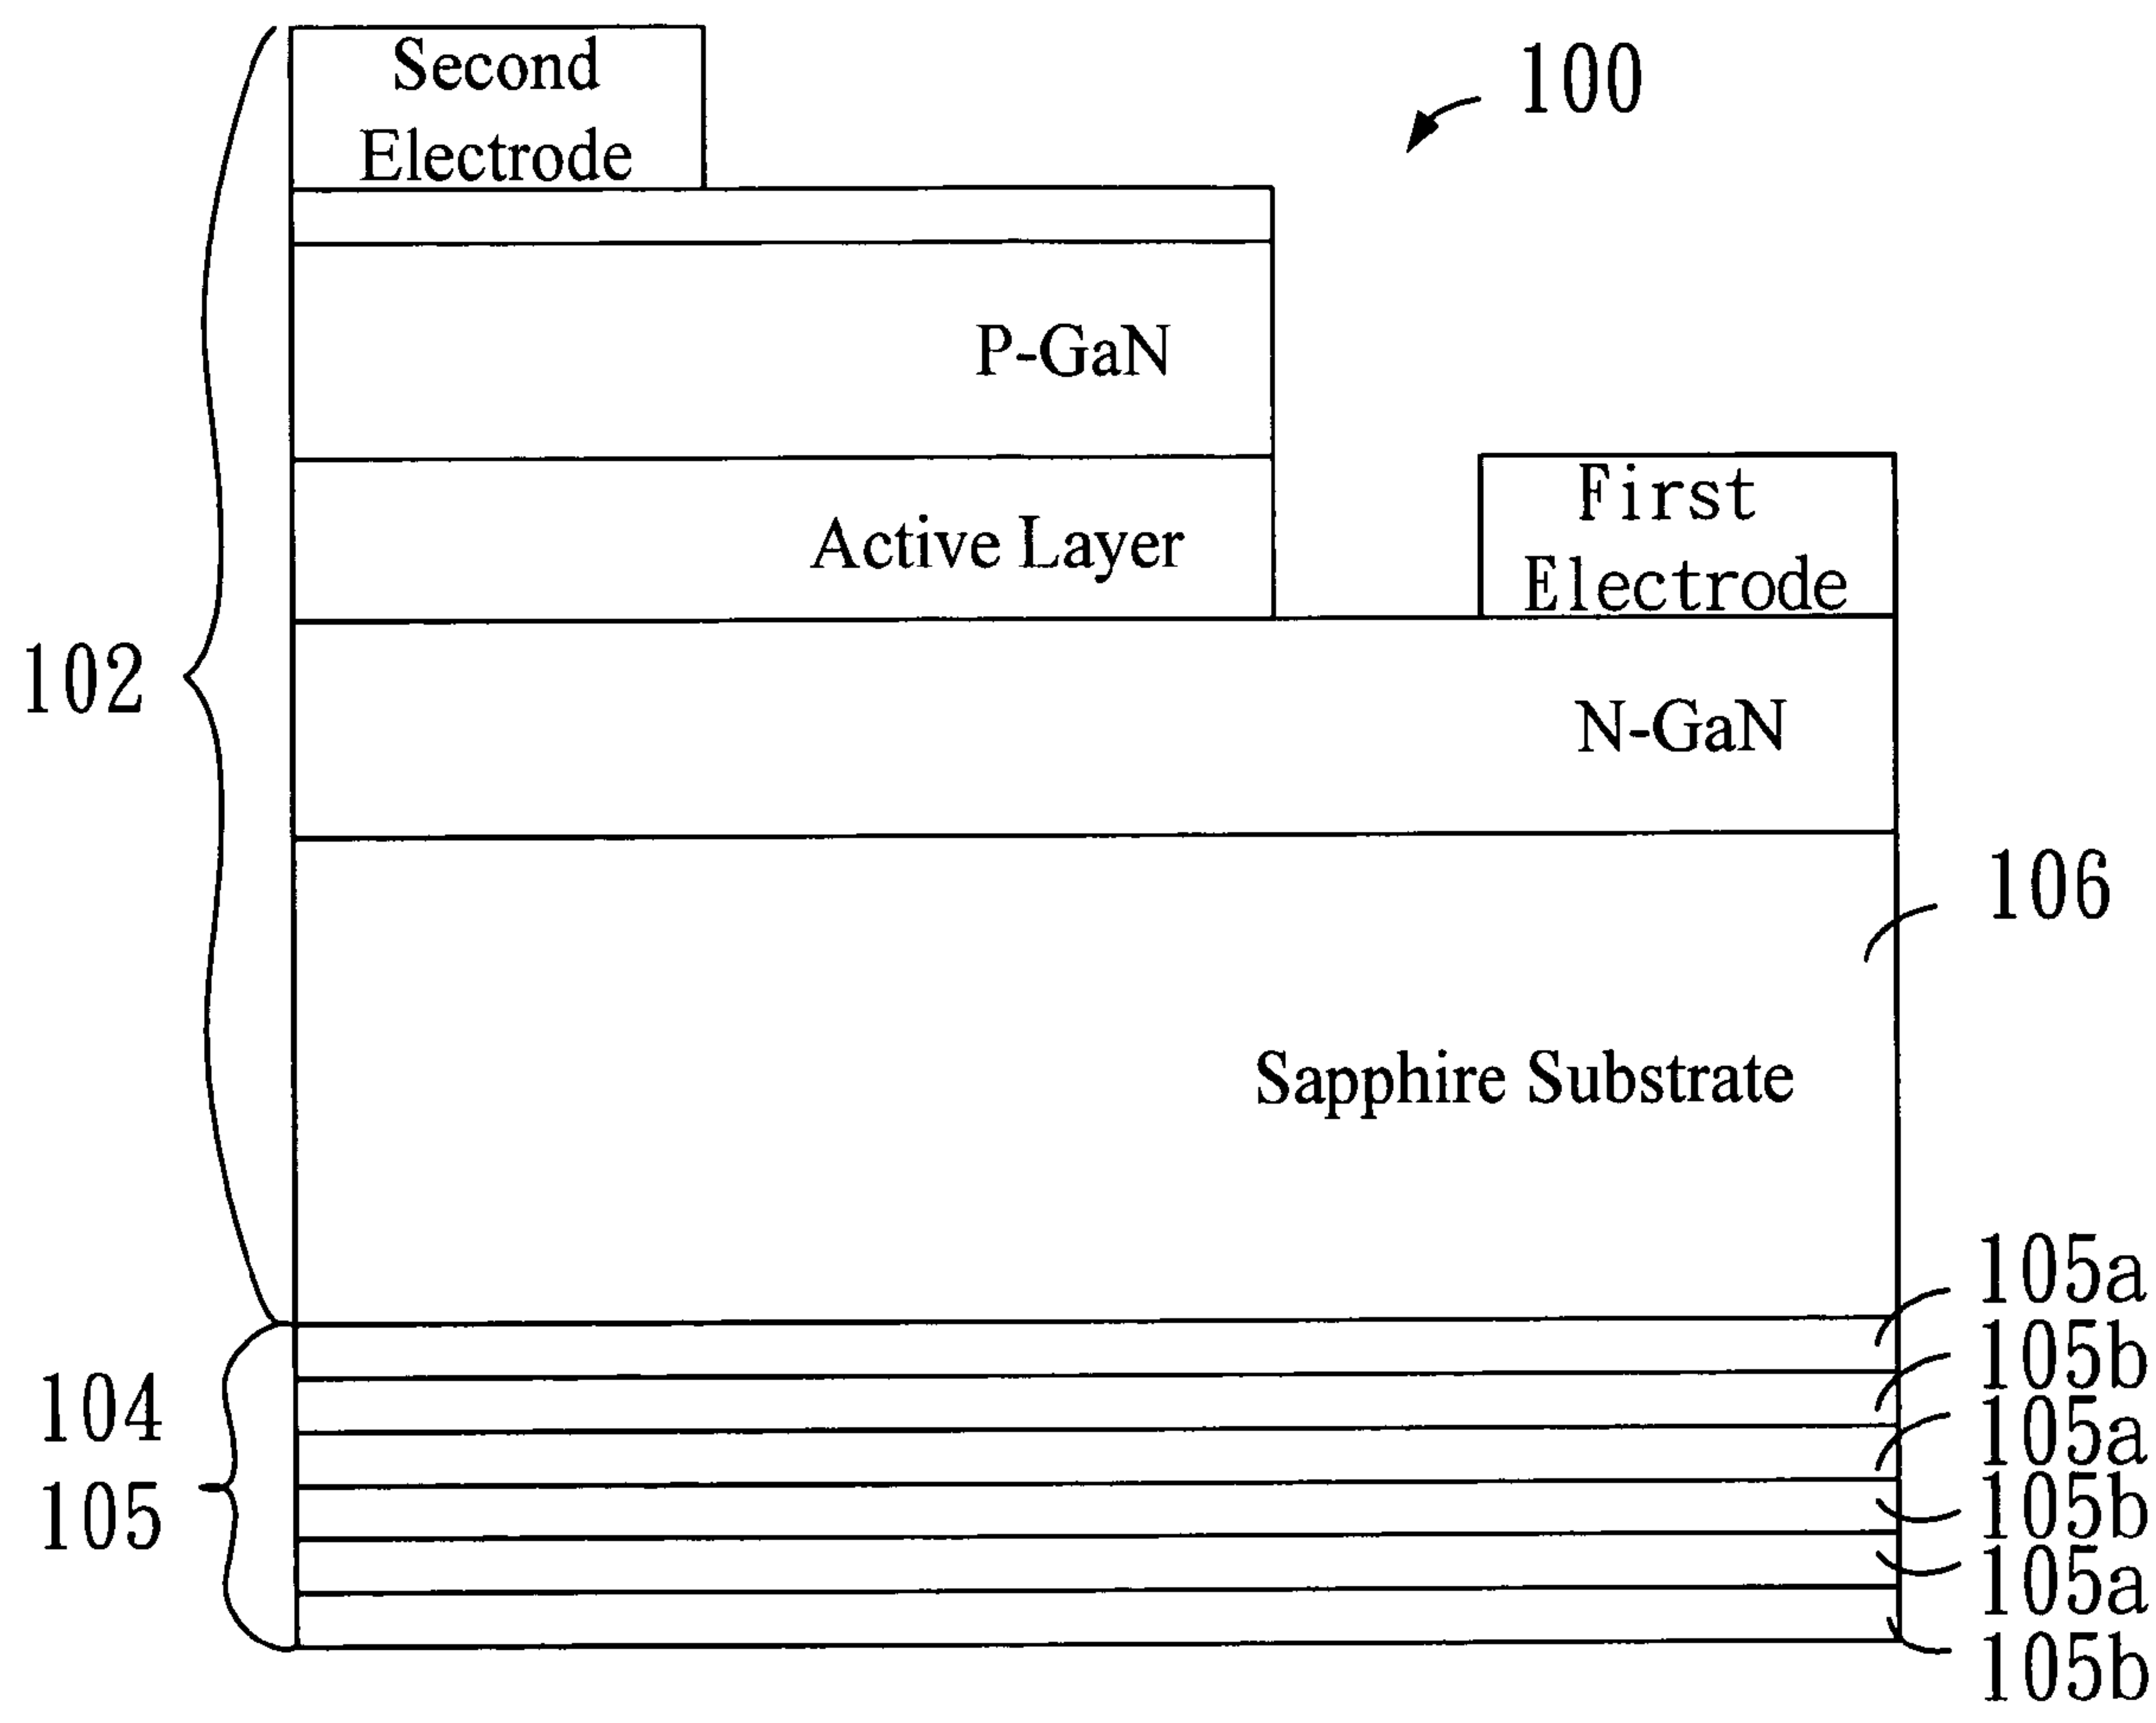 Second
Electrode
100
P-GaN
First
Electrode
Active Layer
102
N-GaN
106
Sapphire Substrate
105a
105b
104
105a
105
105b
105a
105b